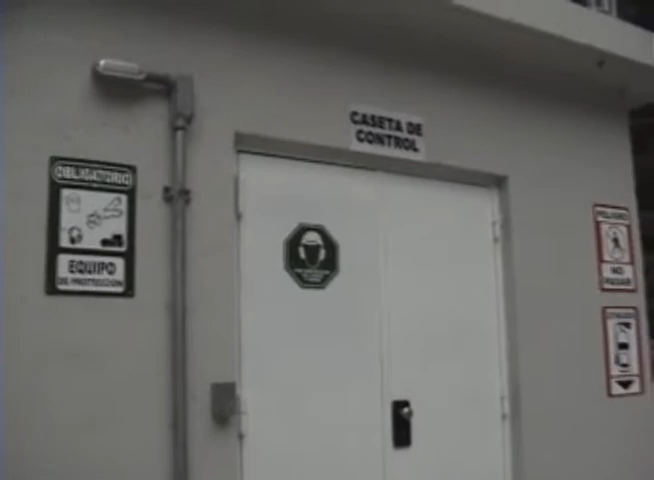 CASETA DE
CONTROL
OBLIGATORIO
EQUIPO
DE PROTECCION
PELIGRO
NO
PASAR